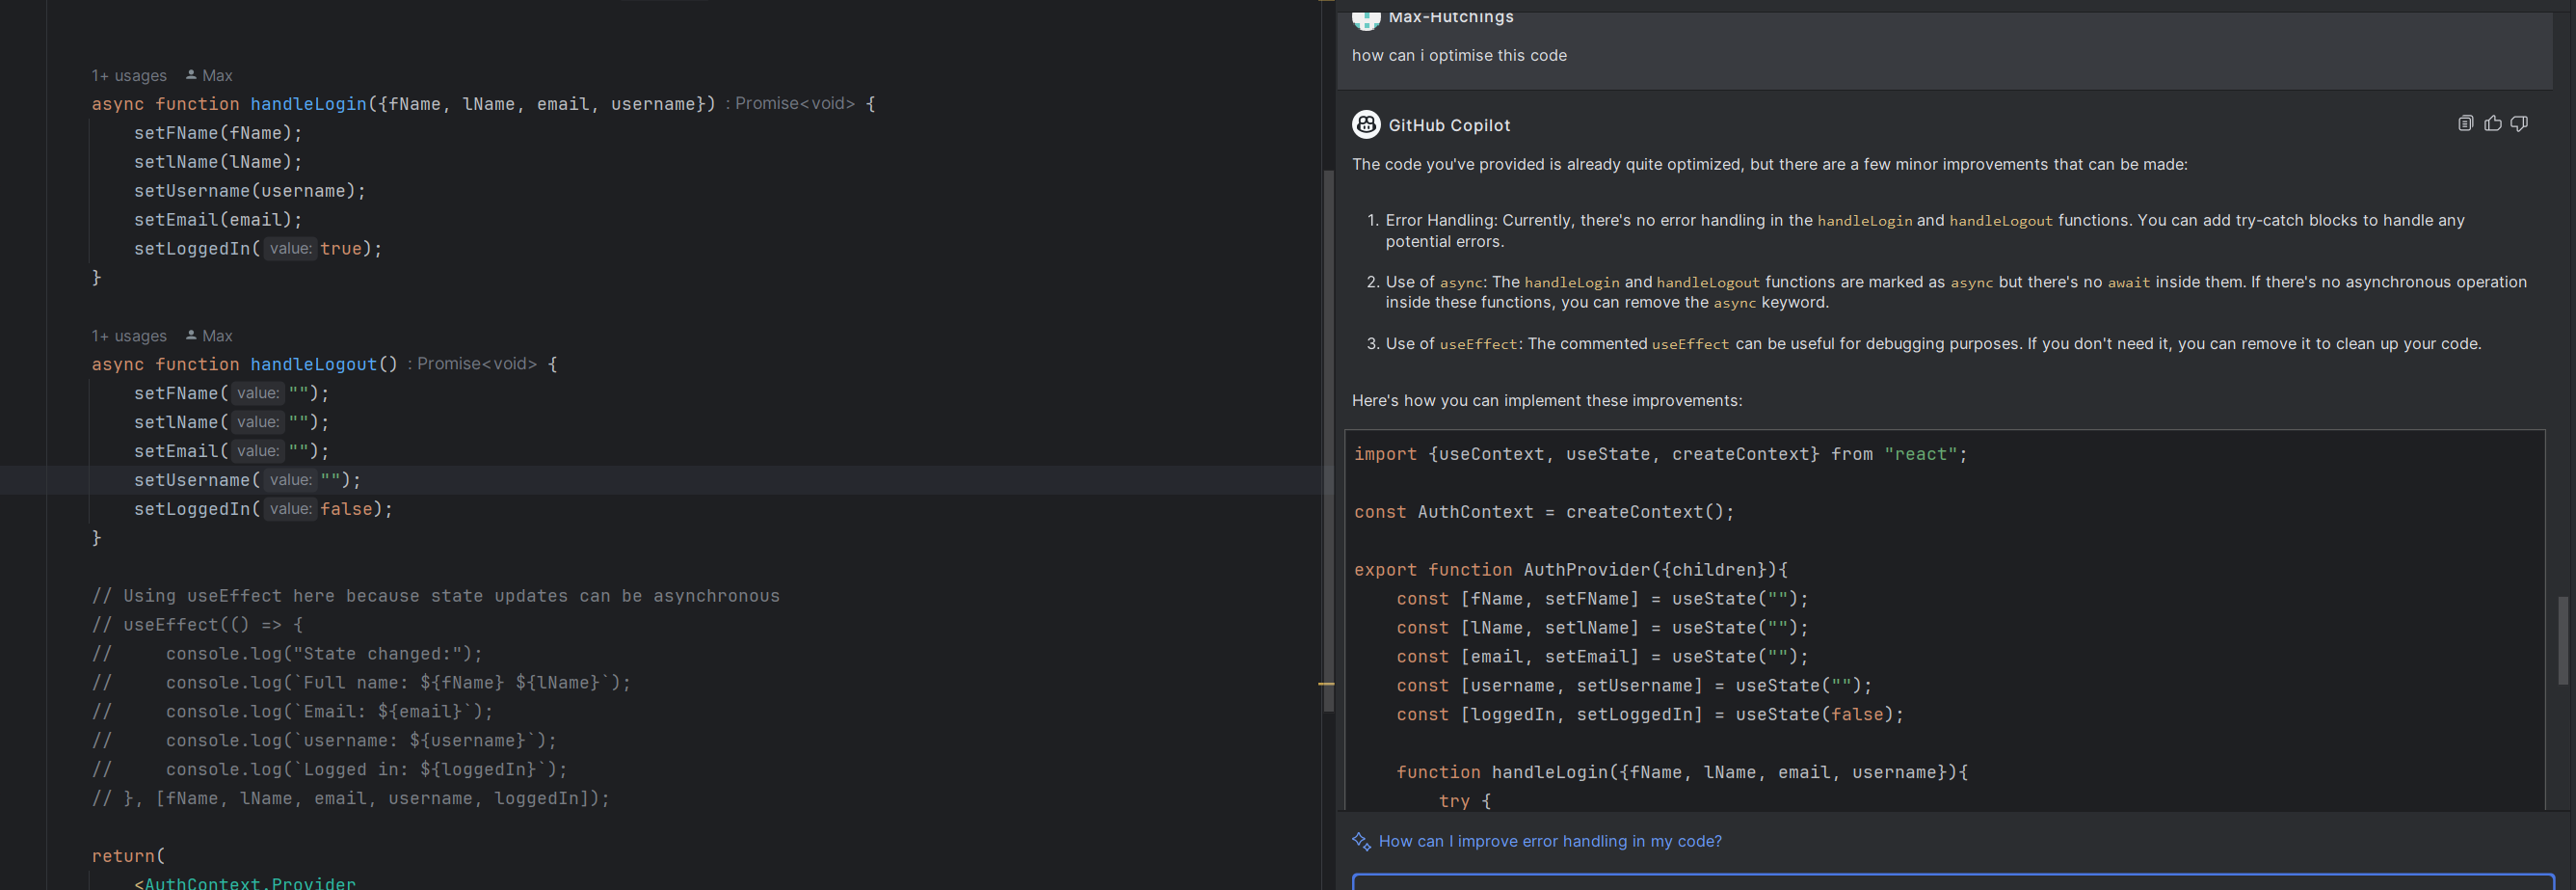 1+ usages   Max
async function handleLogin({fName, lName, email, username}) : Promise<void> {
    setFName(fName);
    setlName(lName);
    setUsername(username);
    setEmail(email);
    setLoggedIn( value: true);
}
1+ usages   Max
async function handleLogout() : Promise<void> {
    setFName( value: "");
    setlName( value: "");
    setEmail( value: "");
    setUsername( value: "");
    setLoggedIn( value: false);
}
// Using useEffect here because state updates can be asynchronous
// useEffect(() => {
//     console.log("State changed:");
//     console.log(`Full name: ${fName} ${lName}`);
//     console.log(`Email: ${email}`);
//     console.log(`username: ${username}`);
//     console.log(`Logged in: ${loggedIn}`);
// }, [fName, lName, email, username, loggedIn]);
return(
    <AuthContext.Provider
Max-Hutchings
how can i optimise this code
GitHub Copilot
The code you've provided is already quite optimized, but there are a few minor improvements that can be made:
1. Error Handling: Currently, there's no error handling in the handleLogin and handleLogout functions. You can add try-catch blocks to handle any
potential errors.
2. Use of async: The handleLogin and handleLogout functions are marked as async but there's no await inside them. If there's no asynchronous operation
inside these functions, you can remove the async keyword.
3. Use of useEffect: The commented useEffect can be useful for debugging purposes. If you don't need it, you can remove it to clean up your code.
Here's how you can implement these improvements:
import {useContext, useState, createContext} from "react";
const AuthContext = createContext();
export function AuthProvider({children}){
    const [fName, setFName] = useState("");
    const [lName, setlName] = useState("");
    const [email, setEmail] = useState("");
    const [username, setUsername] = useState("");
    const [loggedIn, setLoggedIn] = useState(false);
    function handleLogin({fName, lName, email, username}){
        try {
How can I improve error handling in my code?